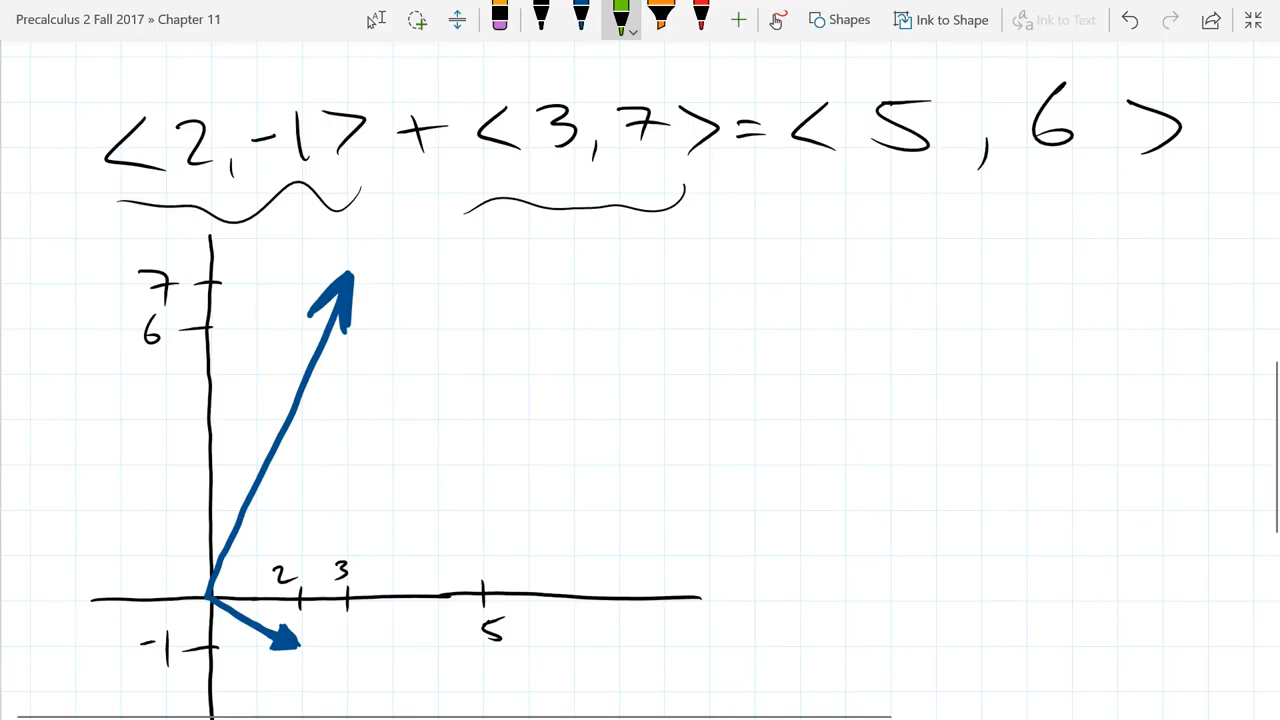 Precalculus 2 Fall 2017 » Chapter 11
Shapes
Ink to Shape
Ink to Text
<2, -1> + <3, 7> = <5, 6>
7
6
2 3
5
-1